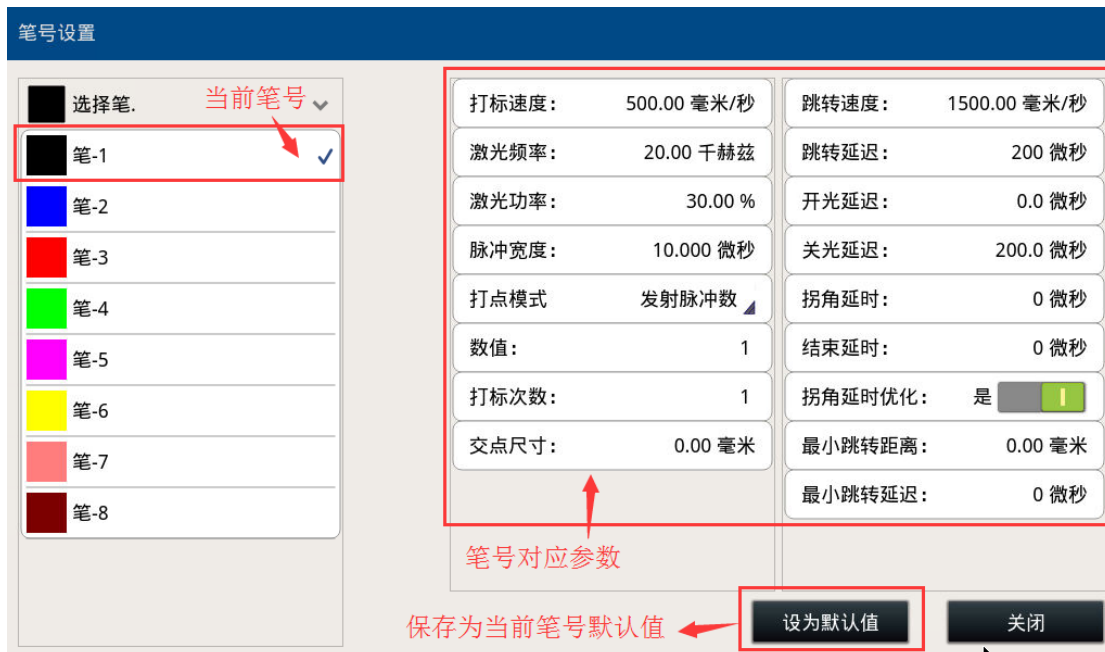 笔号设置
选择笔.
当前笔号
笔-1
笔-2
笔-3
笔-4
笔-5
笔-6
笔-7
笔-8
打标速度: 500.00 毫米/秒
激光频率: 20.00 千赫兹
激光功率: 30.00 %
脉冲宽度: 10.000 微秒
打点模式 发射脉冲数
数值: 1
打标次数: 1
交点尺寸: 0.00 毫米
跳转速度: 1500.00 毫米/秒
跳转延迟: 200 微秒
开光延迟: 0.0 微秒
关光延迟: 200.0 微秒
拐角延时: 0 微秒
结束延时: 0 微秒
拐角延时优化: 是
最小跳转距离: 0.00 毫米
最小跳转延迟: 0 微秒
笔号对应参数
保存为当前笔号默认值
设为默认值
关闭